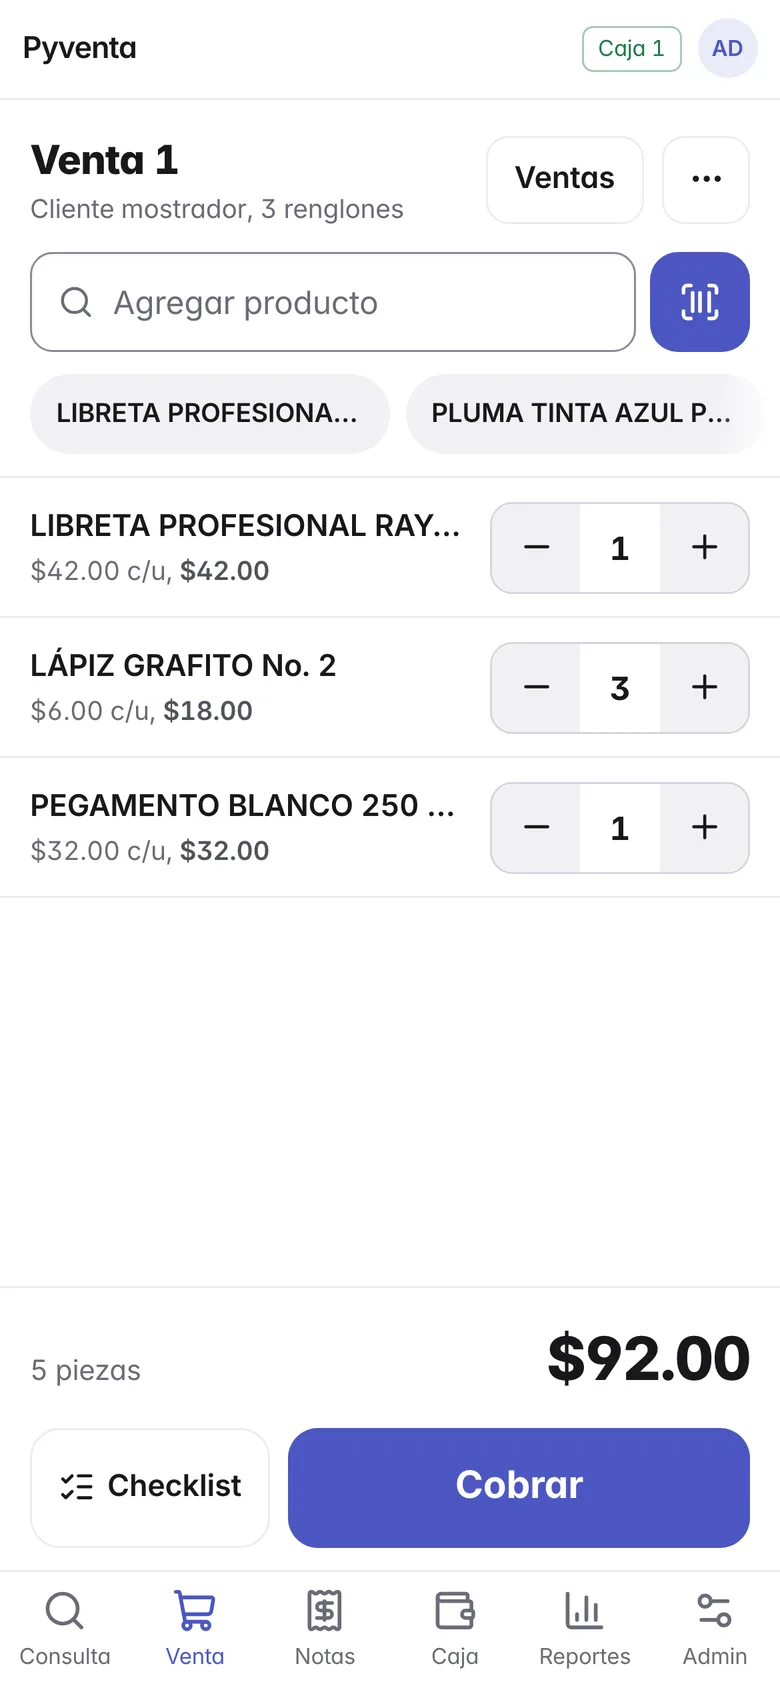 Pyventa
Caja 1
AD
Venta 1
Cliente mostrador, 3 renglones
Ventas
...
Agregar producto
LIBRETA PROFESIONA...
PLUMA TINTA AZUL P...
LIBRETA PROFESIONAL RAY...
$42.00 c/u, $42.00
− 1 +
LÁPIZ GRAFITO No. 2
$6.00 c/u, $18.00
− 3 +
PEGAMENTO BLANCO 250 ...
$32.00 c/u, $32.00
− 1 +
5 piezas
$92.00
Checklist
Cobrar
Consulta
Venta
Notas
Caja
Reportes
Admin